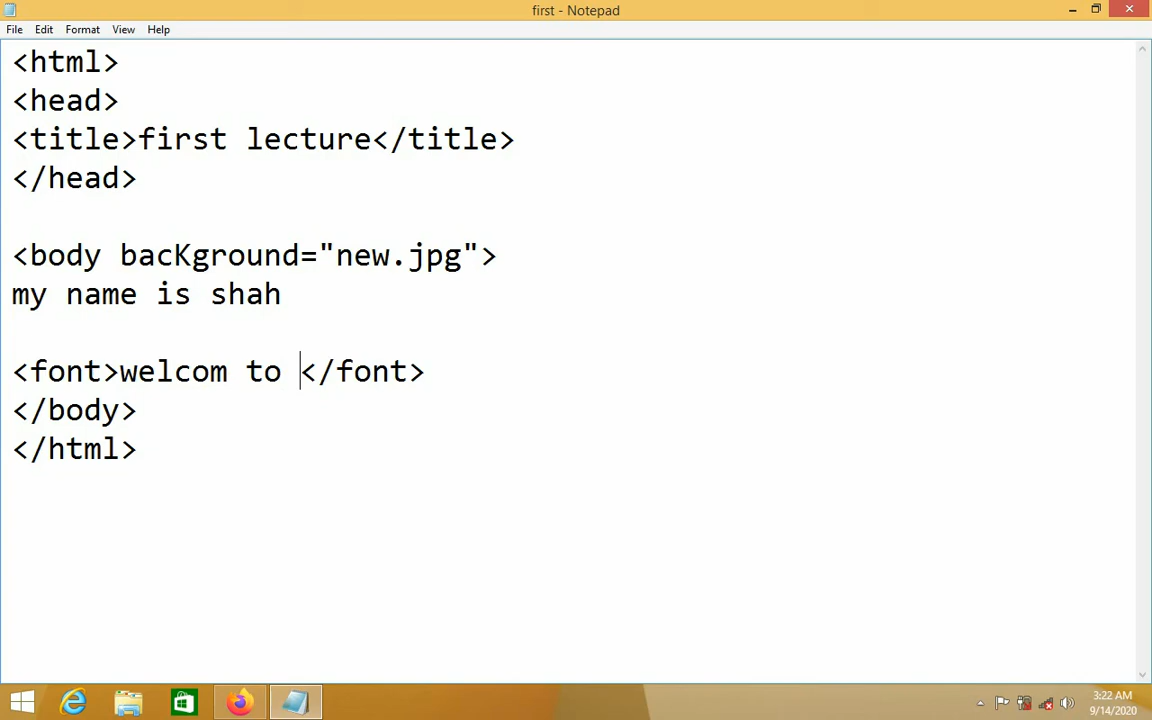 first - Notepad
File Edit Format View Help
<html>
<head>
<title>first lecture</title>
</head>
<body bacKground="new.jpg">
my name is shah
<font>welcom to </font>
</body>
</html>
3:22 AM
9/14/2020